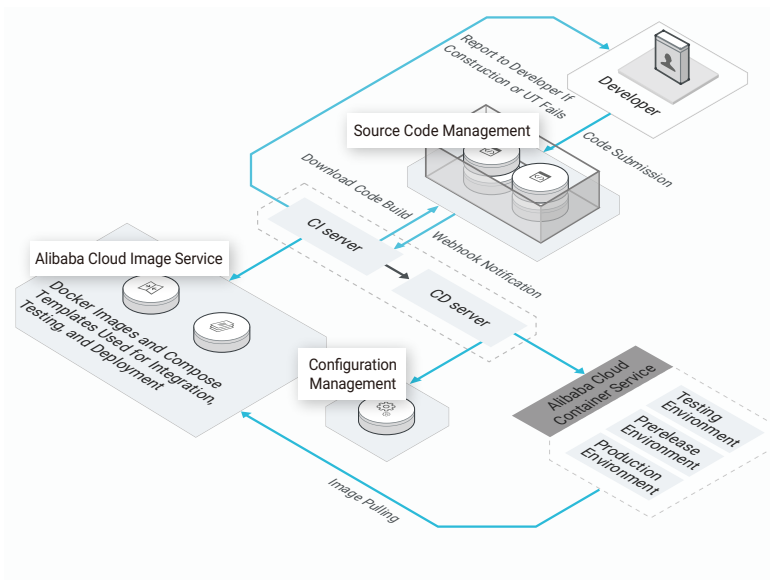 Report to Developer If
Construction or UT Fails
Developer
Source Code Management
Code Submission
Download Code Build
CI server
Webhook Notification
Alibaba Cloud Image Service
Docker Images and Compose
Templates Used for Integration,
Testing, and Deployment
CD server
Configuration
Management
Alibaba Cloud
Container Service
Testing
Environment
Prerelease
Environment
Production
Environment
Image Pulling